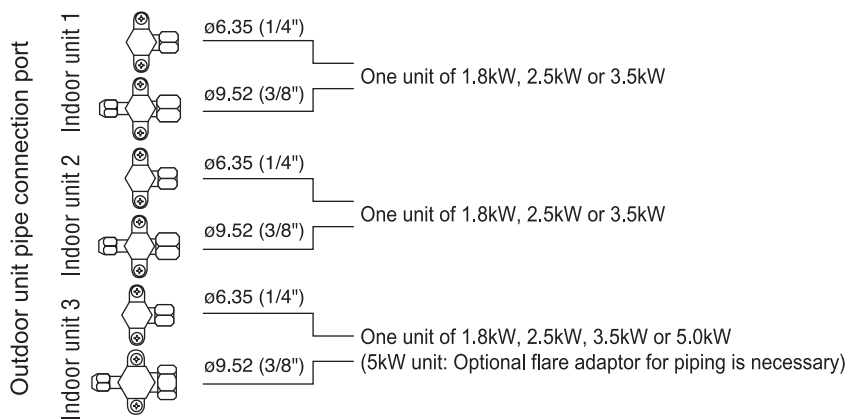 Outdoor unit pipe connection port
Indoor unit 1
ø6.35 (1/4")
One unit of 1.8kW, 2.5kW or 3.5kW
ø9.52 (3/8")
Indoor unit 2
ø6.35 (1/4")
One unit of 1.8kW, 2.5kW or 3.5kW
ø9.52 (3/8")
Indoor unit 3
ø6.35 (1/4")
One unit of 1.8kW, 2.5kW, 3.5kW or 5.0kW
(5kW unit: Optional flare adaptor for piping is necessary)
ø9.52 (3/8")